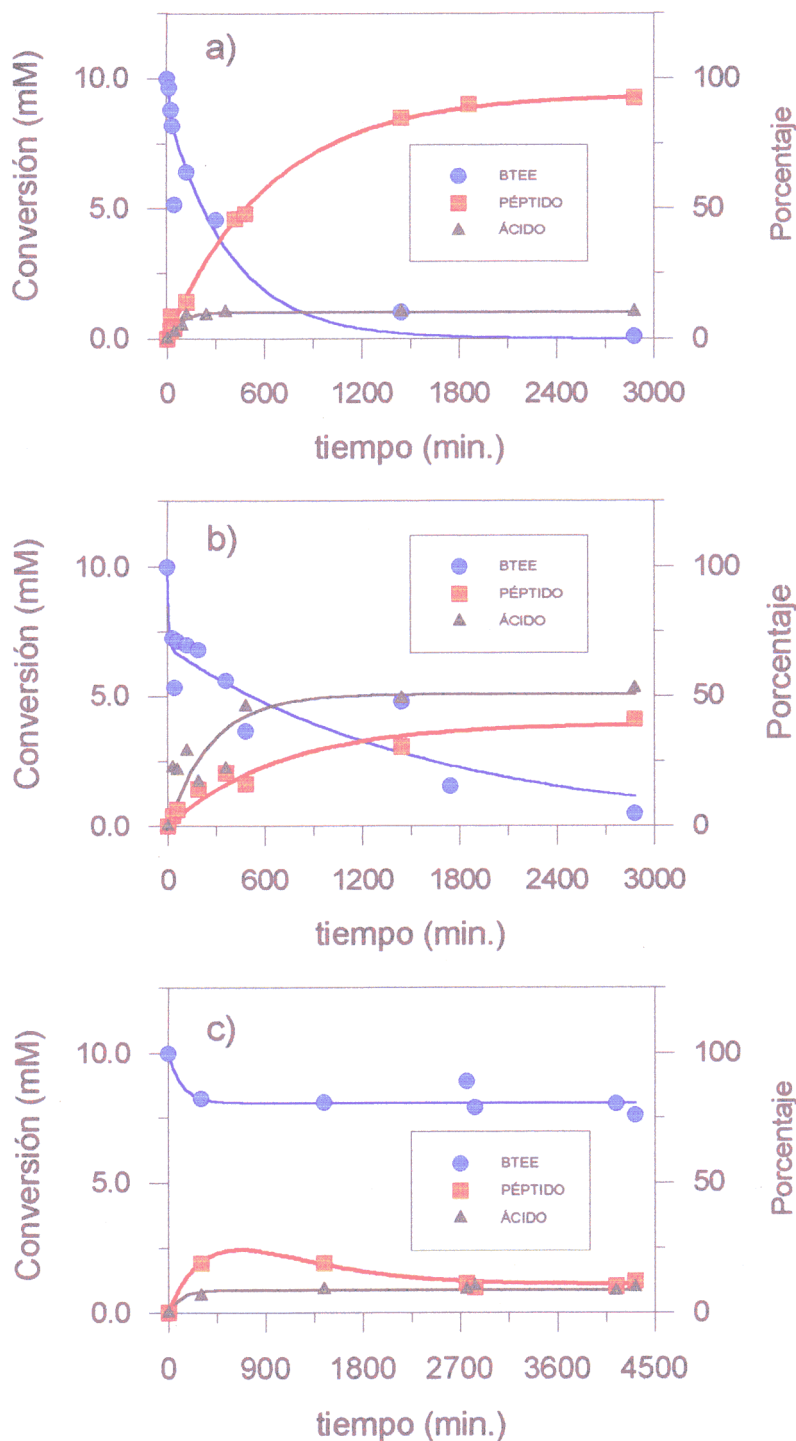 a)
Conversión (mM)
10.0
5.0
0.0
Porcentaje
100
50
0
BTEE
PÉPTIDO
ÁCIDO
0 600 1200 1800 2400 3000
tiempo (min.)
b)
Conversión (mM)
10.0
5.0
0.0
Porcentaje
100
50
0
BTEE
PÉPTIDO
ÁCIDO
0 600 1200 1800 2400 3000
tiempo (min.)
c)
Conversión (mM)
10.0
5.0
0.0
Porcentaje
100
50
0
BTEE
PÉPTIDO
ÁCIDO
0 900 1800 2700 3600 4500
tiempo (min.)